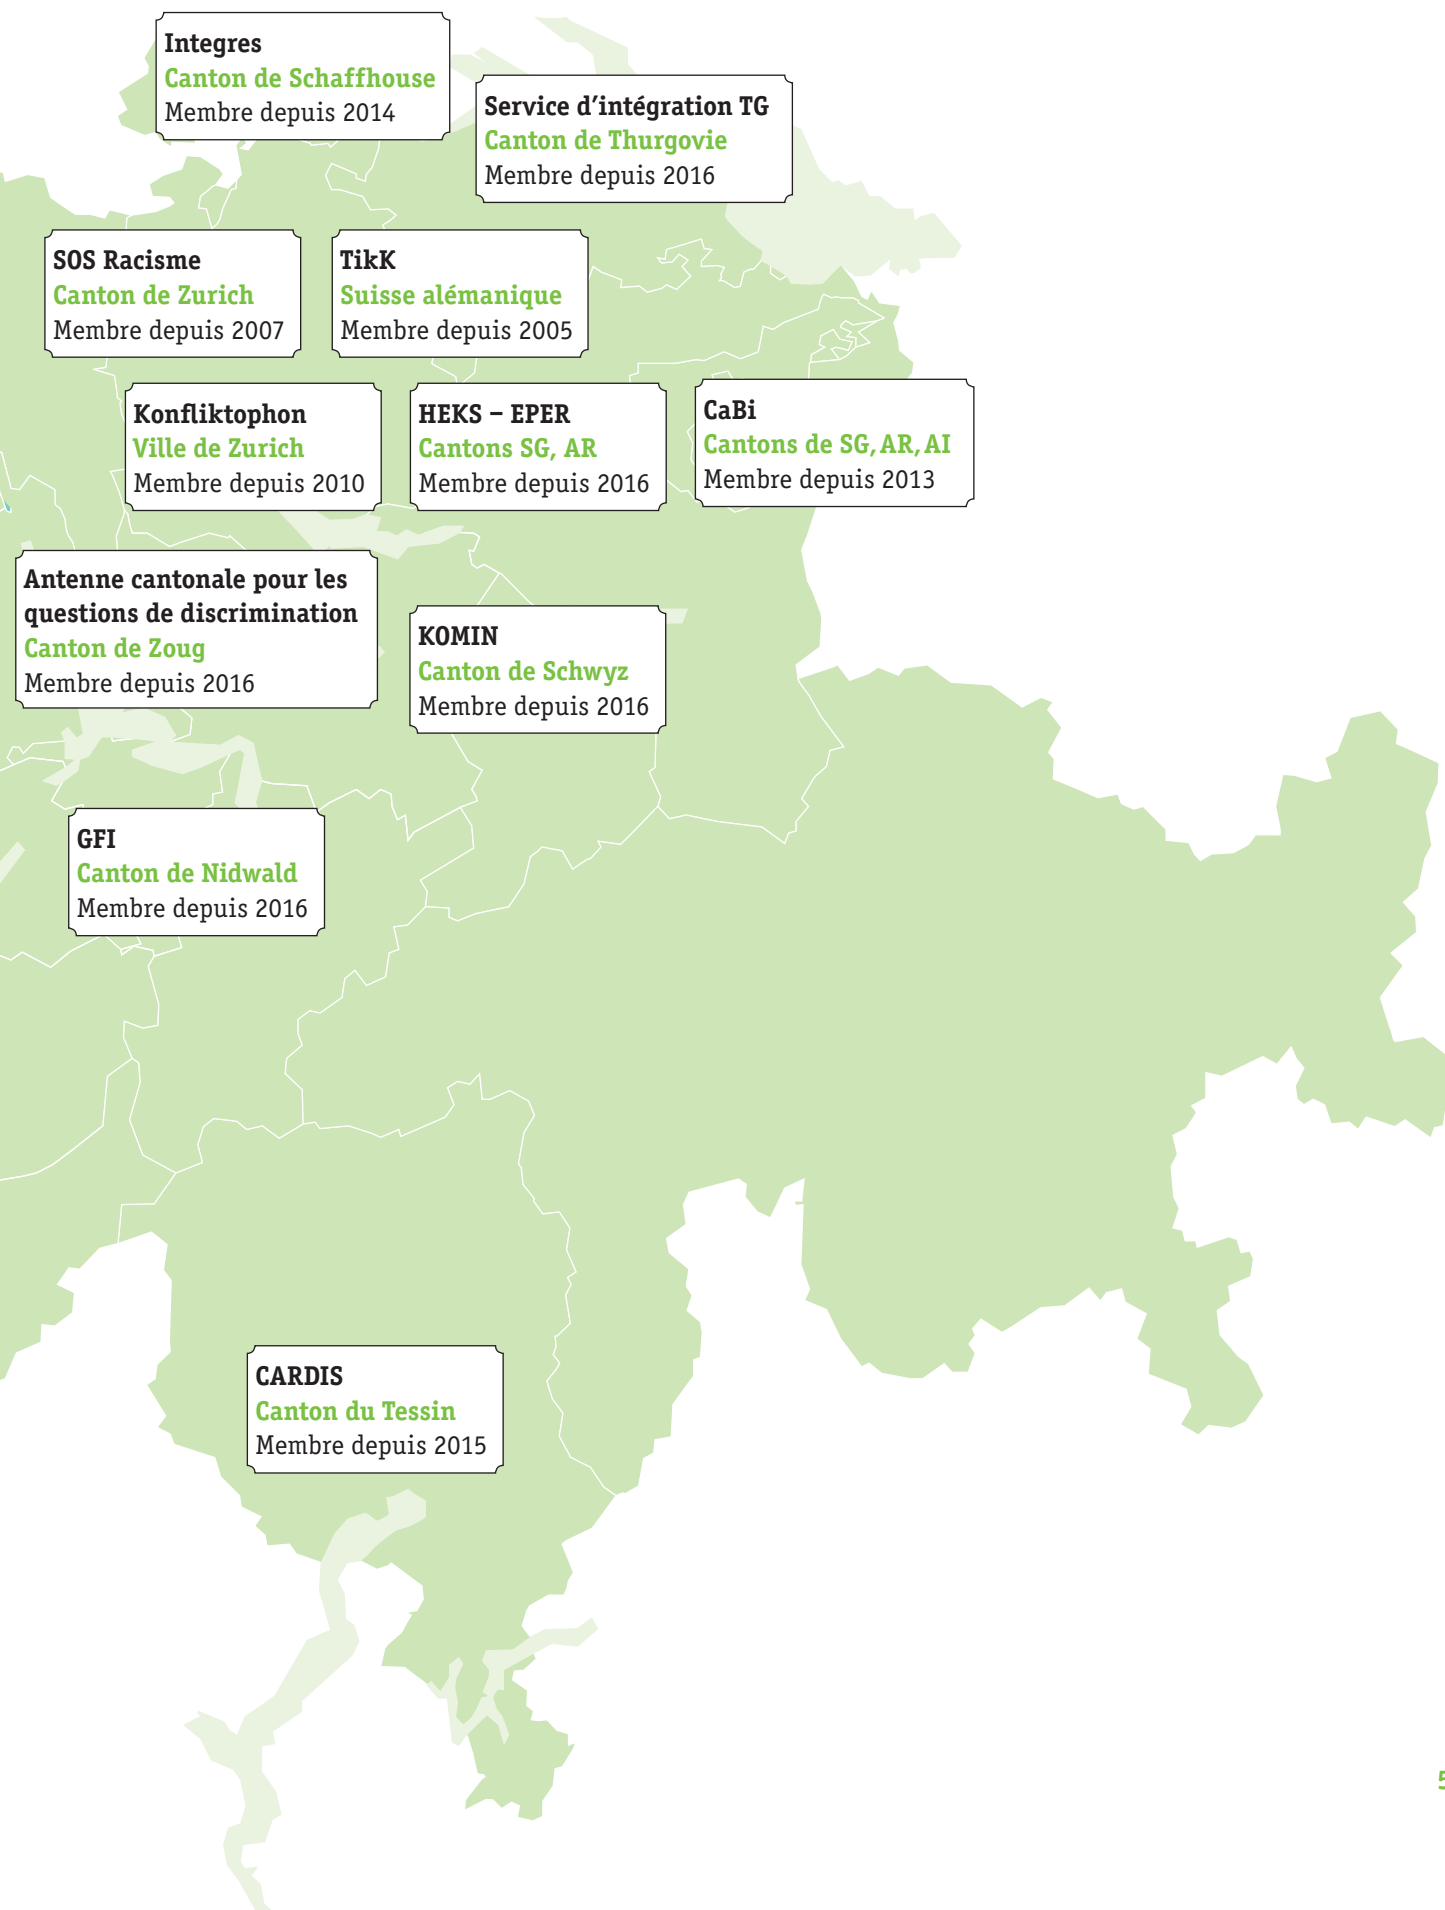 Integres
Canton de Schaffhouse
Membre depuis 2014
Service d’intégration TG
Canton de Thurgovie
Membre depuis 2016
SOS Racisme
Canton de Zurich
Membre depuis 2007
TikK
Suisse alémanique
Membre depuis 2005
Konfliktophon
Ville de Zurich
Membre depuis 2010
HEKS – EPER
Cantons SG, AR
Membre depuis 2016
CaBi
Cantons de SG, AR, AI
Membre depuis 2013
Antenne cantonale pour les
questions de discrimination
Canton de Zoug
Membre depuis 2016
KOMIN
Canton de Schwyz
Membre depuis 2016
GFI
Canton de Nidwald
Membre depuis 2016
CARDIS
Canton du Tessin
Membre depuis 2015
5